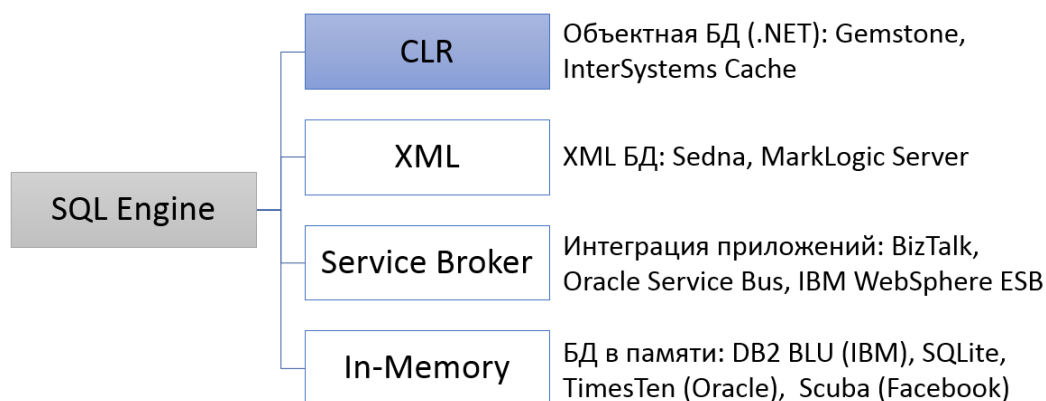 SQL Engine
CLR
Объектная БД (.NET): Gemstone,
InterSystems Cache
XML
XML БД: Sedna, MarkLogic Server
Service Broker
Интеграция приложений: BizTalk,
Oracle Service Bus, IBM WebSphere ESB
In-Memory
БД в памяти: DB2 BLU (IBM), SQLite,
TimesTen (Oracle),  Scuba (Facebook)